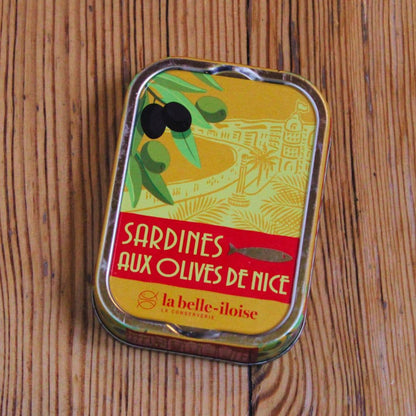 SARDINES
AUX OLIVES DE NICE
la belle-iloise
LA CONSERVERIE